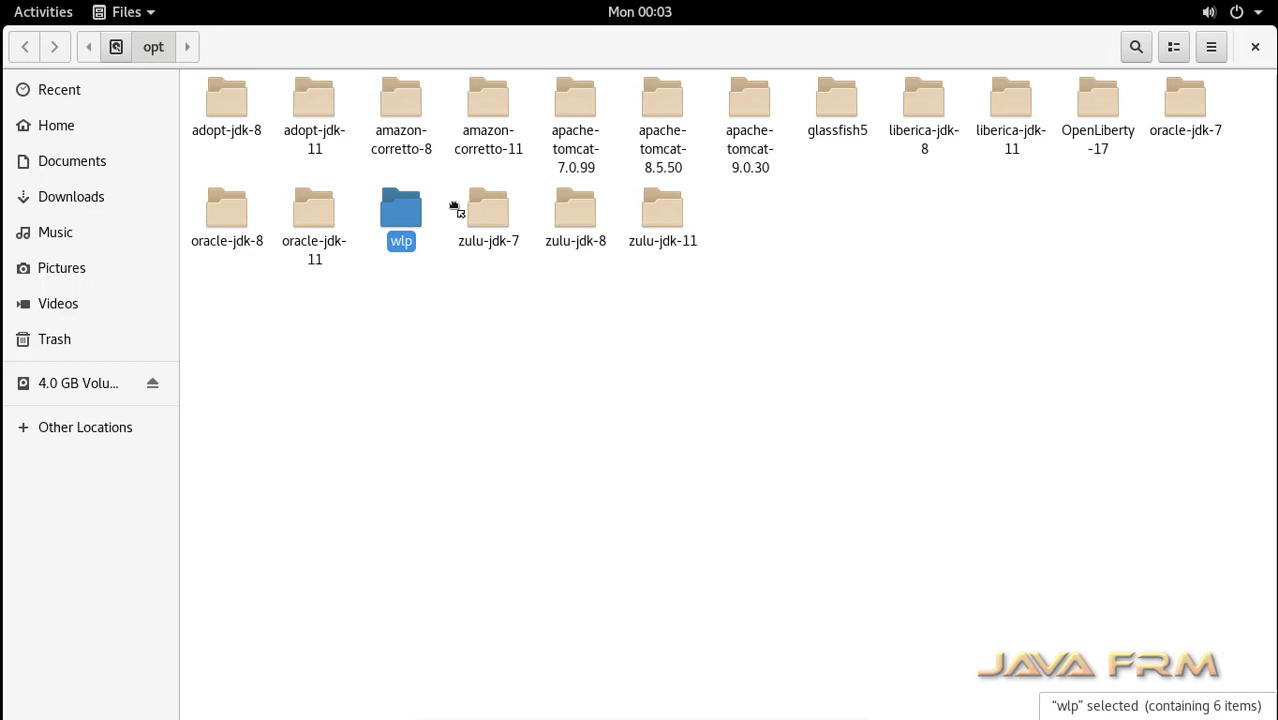 Activities Files Mon 00:03
opt
Recent
Home
Documents
Downloads
Music
Pictures
Videos
Trash
4.0 GB Volu...
Other Locations
adopt-jdk-8
adopt-jdk-
11
amazon-
corretto-8
amazon-
corretto-11
apache-
tomcat-
7.0.99
apache-
tomcat-
8.5.50
apache-
tomcat-
9.0.30
glassfish5
liberica-jdk-
8
liberica-jdk-
11
OpenLiberty
-17
oracle-jdk-7
oracle-jdk-8
oracle-jdk-
11
wlp
zulu-jdk-7
zulu-jdk-8
zulu-jdk-11
JAVA FRM
“wlp” selected (containing 6 items)